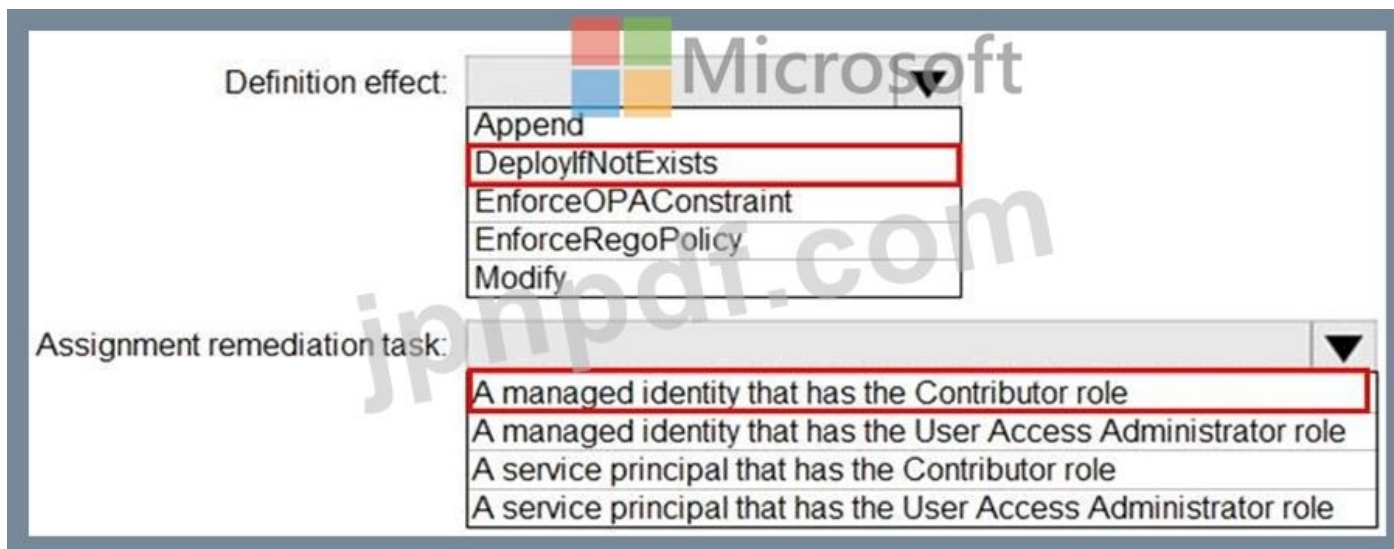 Microsoft
Definition effect:
Append
DeployIfNotExists
EnforceOPAConstraint
EnforceRegoPolicy
Modify
jpnpdf.com
Assignment remediation task:
A managed identity that has the Contributor role
A managed identity that has the User Access Administrator role
A service principal that has the Contributor role
A service principal that has the User Access Administrator role